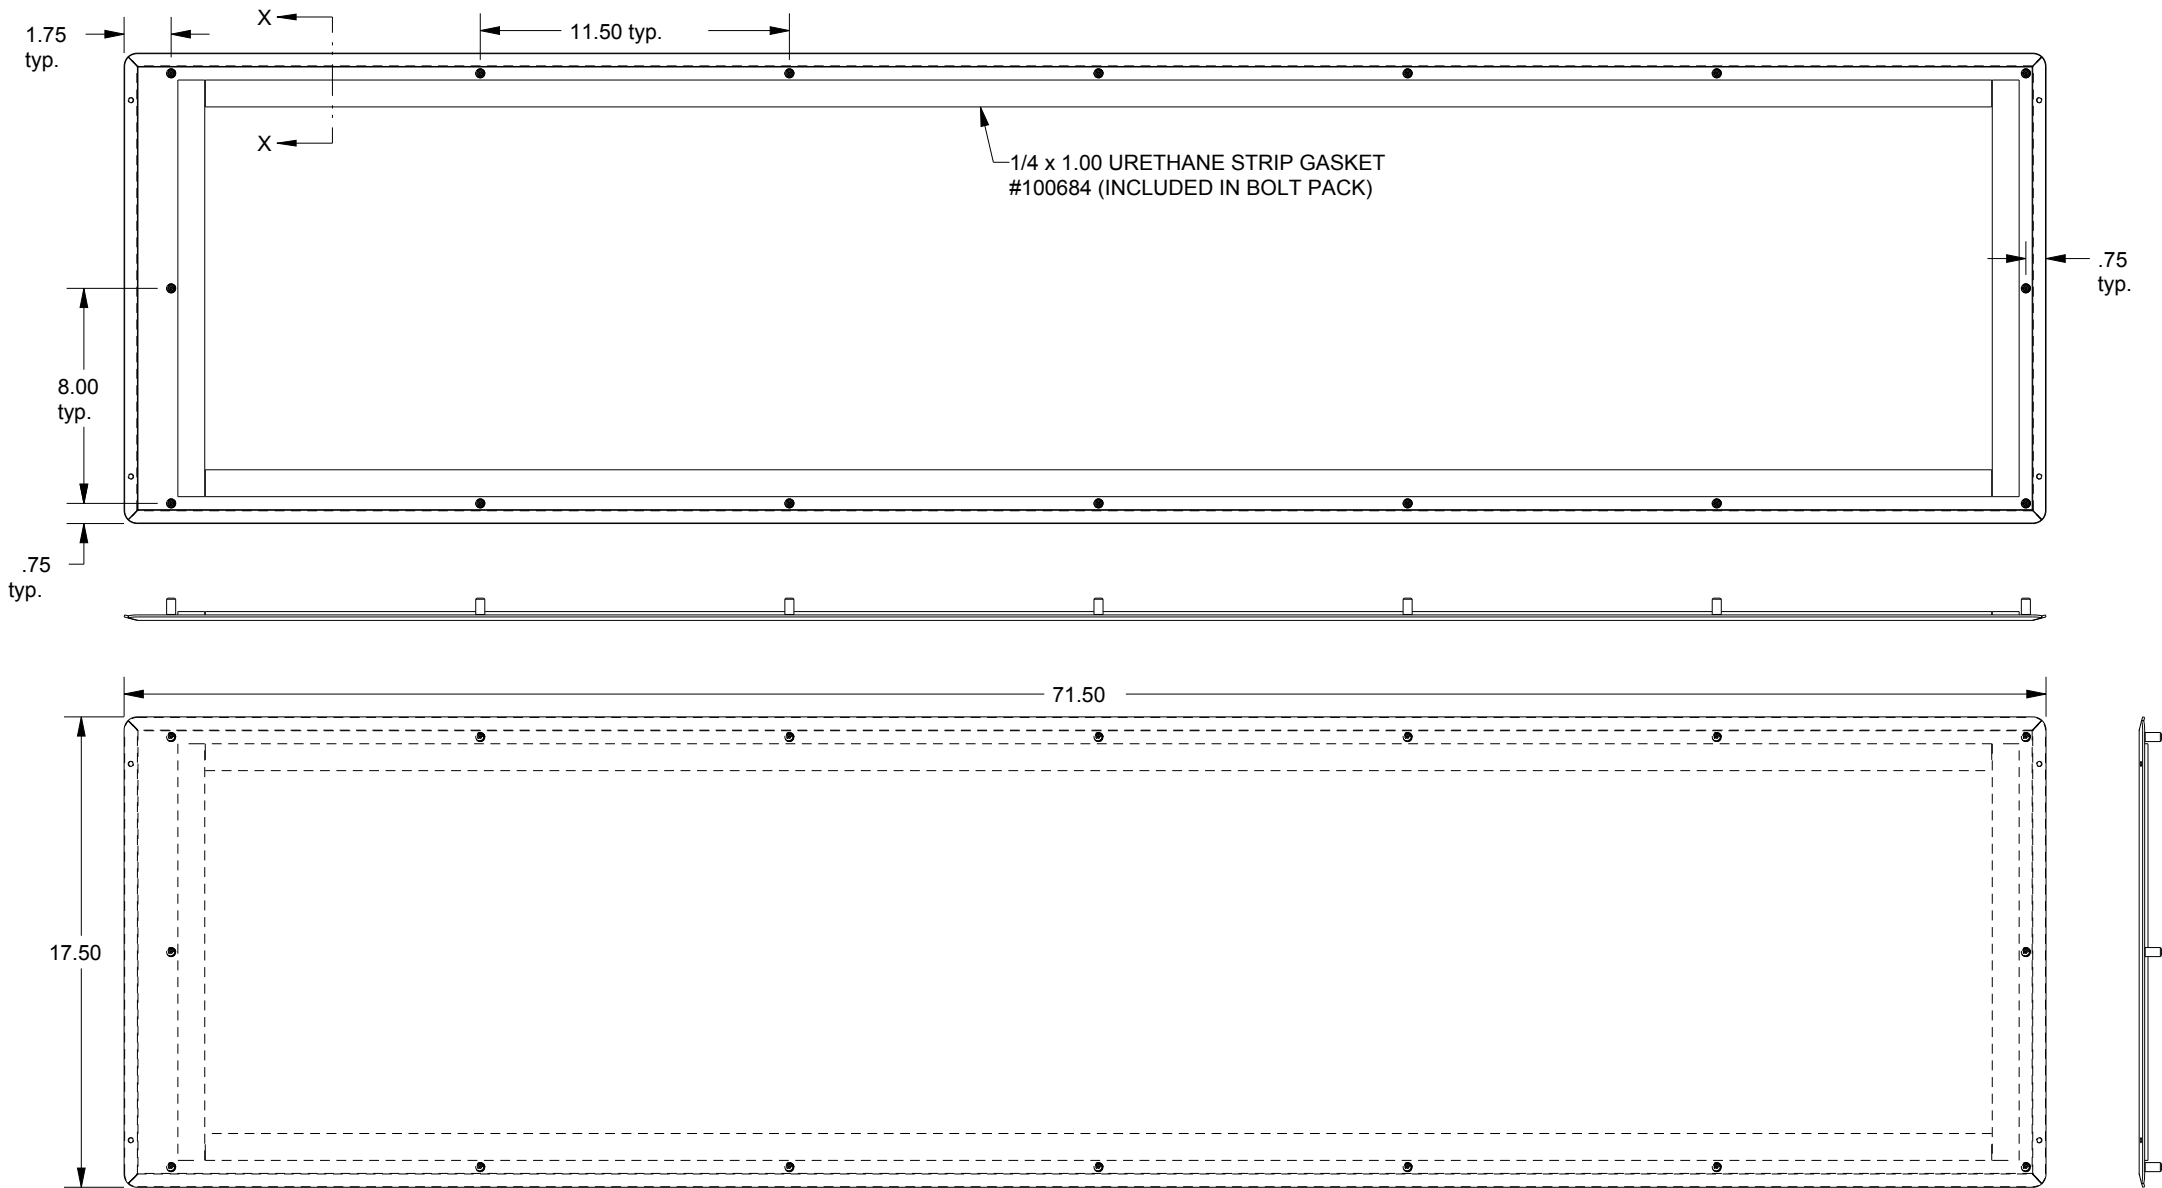 X
11.50 typ.
1.75
typ.
X
1/4 x 1.00 URETHANE STRIP GASKET
#100684 (INCLUDED IN BOLT PACK)
.75
typ.
8.00
typ.
.75
typ.
71.50
17.50